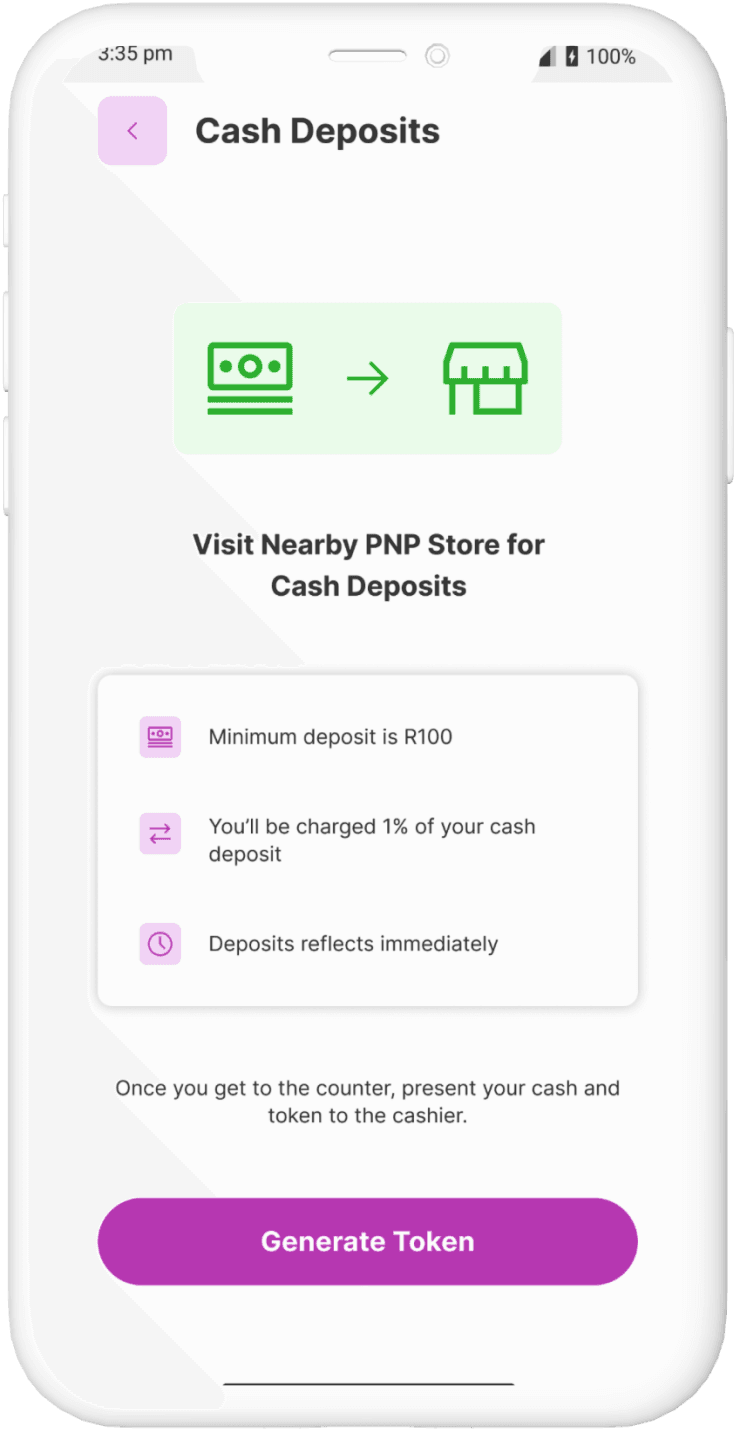 3:35 pm
100%
Cash Deposits
Visit Nearby PNP Store for
Cash Deposits
Minimum deposit is R100
You’ll be charged 1% of your cash
deposit
Deposits reflects immediately
Once you get to the counter, present your cash and
token to the cashier.
Generate Token